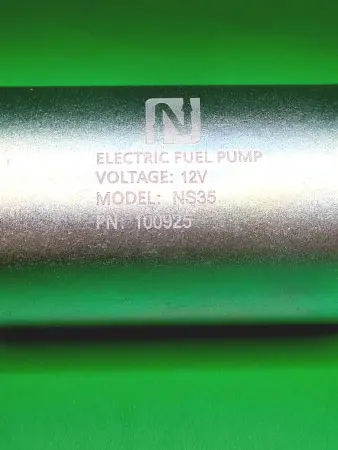 N
ELECTRIC FUEL PUMP
VOLTAGE: 12V
MODEL: NS35
PN: 100925